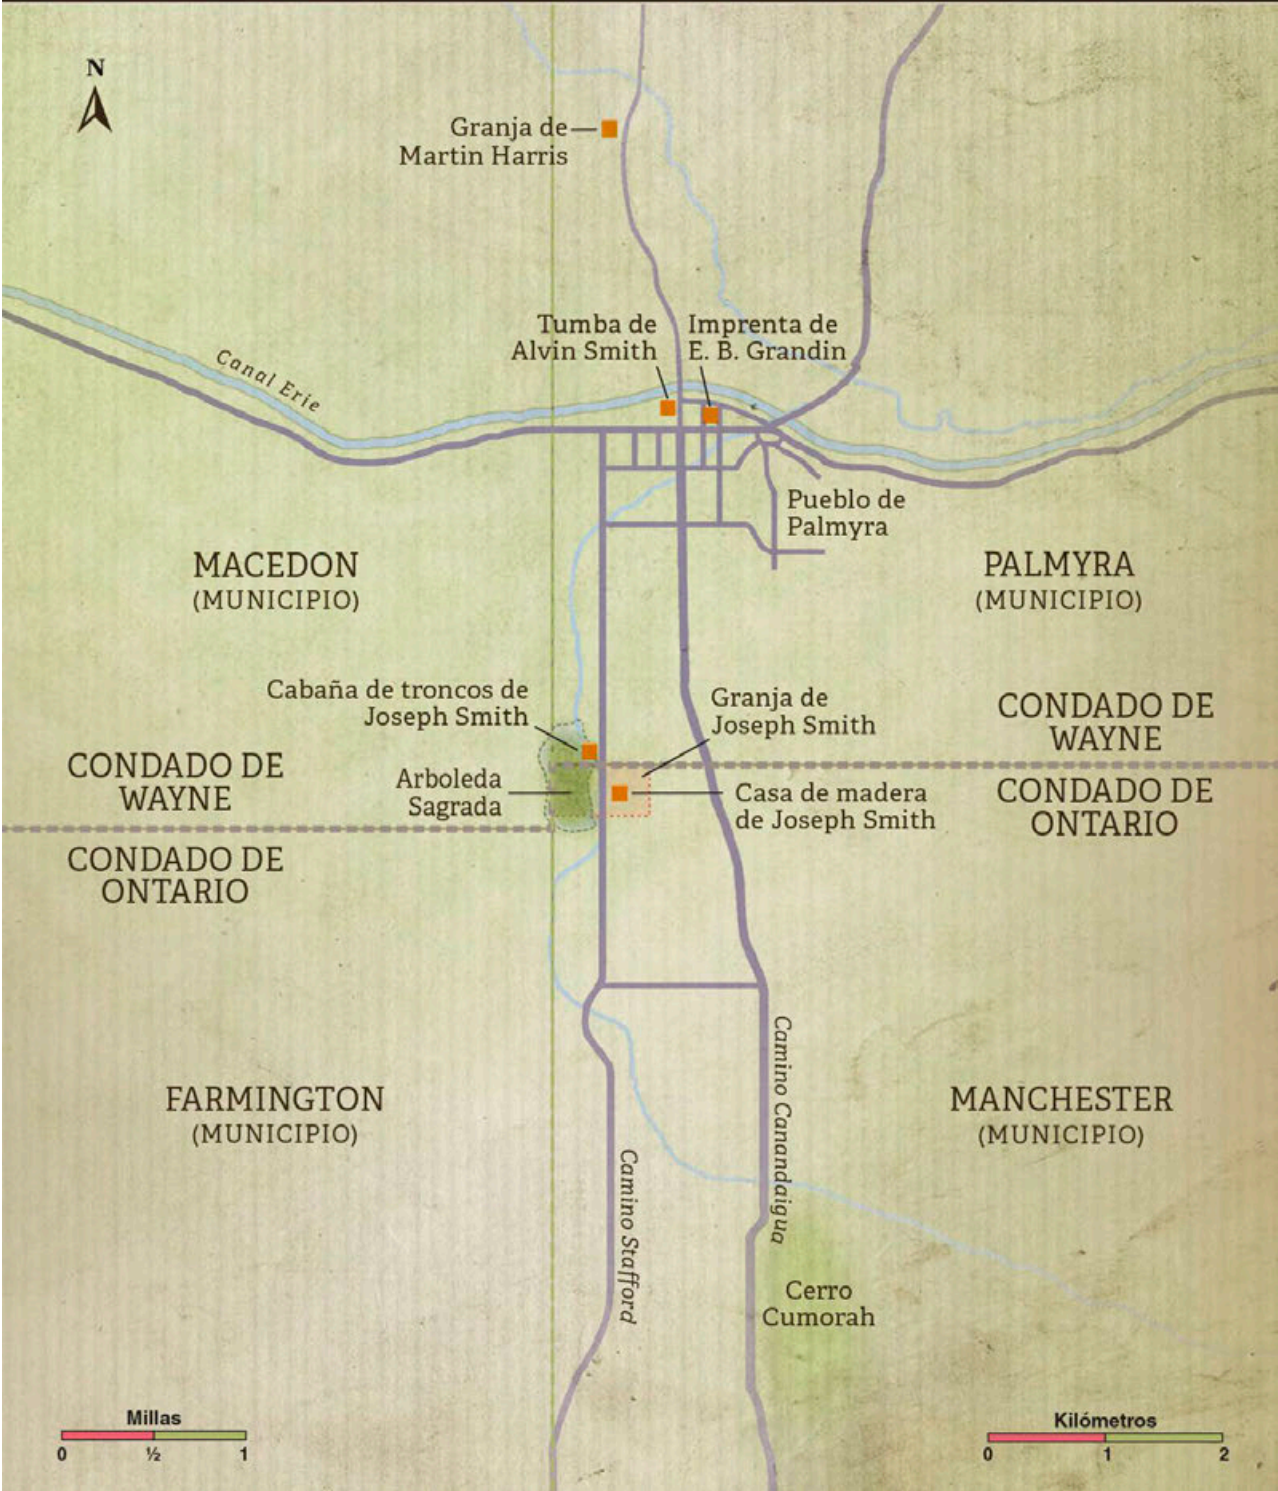 N
Granja de
Martin Harris
Tumba de
Alvin Smith
Imprenta de
E. B. Grandin
Canal Erie
Pueblo de
Palmyra
MACEDON
(MUNICIPIO)
PALMYRA
(MUNICIPIO)
Cabaña de troncos de
Joseph Smith
Granja de
Joseph Smith
CONDADO DE
WAYNE
CONDADO DE
WAYNE
Arboleda
Sagrada
Casa de madera
de Joseph Smith
CONDADO DE
ONTARIO
CONDADO DE
ONTARIO
FARMINGTON
(MUNICIPIO)
MANCHESTER
(MUNICIPIO)
Camino Canandaigua
Camino Stafford
Cerro
Cumorah
Millas
0 ½ 1
Kilómetros
0 1 2